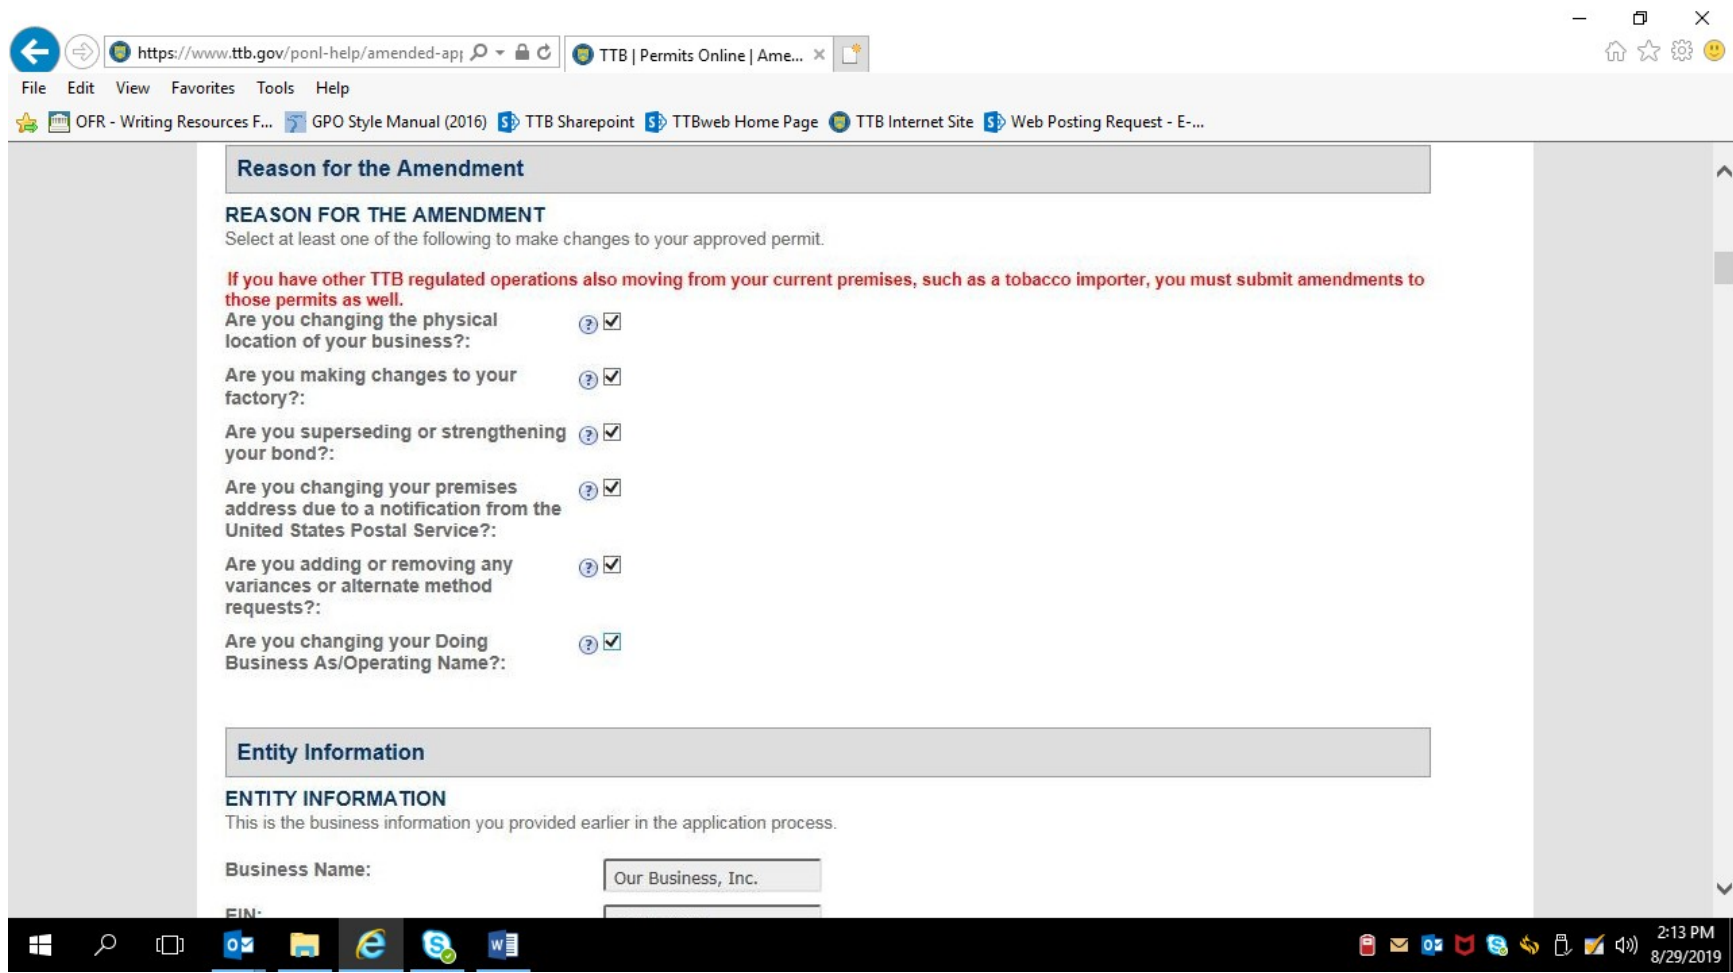 https://www.ttb.gov/ponl-help/amended-ap
TTB | Permits Online | Ame...
File Edit View Favorites Tools Help
OFR - Writing Resources F... GPO Style Manual (2016) TTB Sharepoint TTBweb Home Page TTB Internet Site Web Posting Request - E-...
Reason for the Amendment
REASON FOR THE AMENDMENT
Select at least one of the following to make changes to your approved permit.
If you have other TTB regulated operations also moving from your current premises, such as a tobacco importer, you must submit amendments to
those permits as well.
Are you changing the physical
location of your business?:
Are you making changes to your
factory?:
Are you superseding or strengthening
your bond?:
Are you changing your premises
address due to a notification from the
United States Postal Service?:
Are you adding or removing any
variances or alternate method
requests?:
Are you changing your Doing
Business As/Operating Name?:
Entity Information
ENTITY INFORMATION
This is the business information you provided earlier in the application process.
Business Name: Our Business, Inc.
EIN:
2:13 PM
8/29/2019